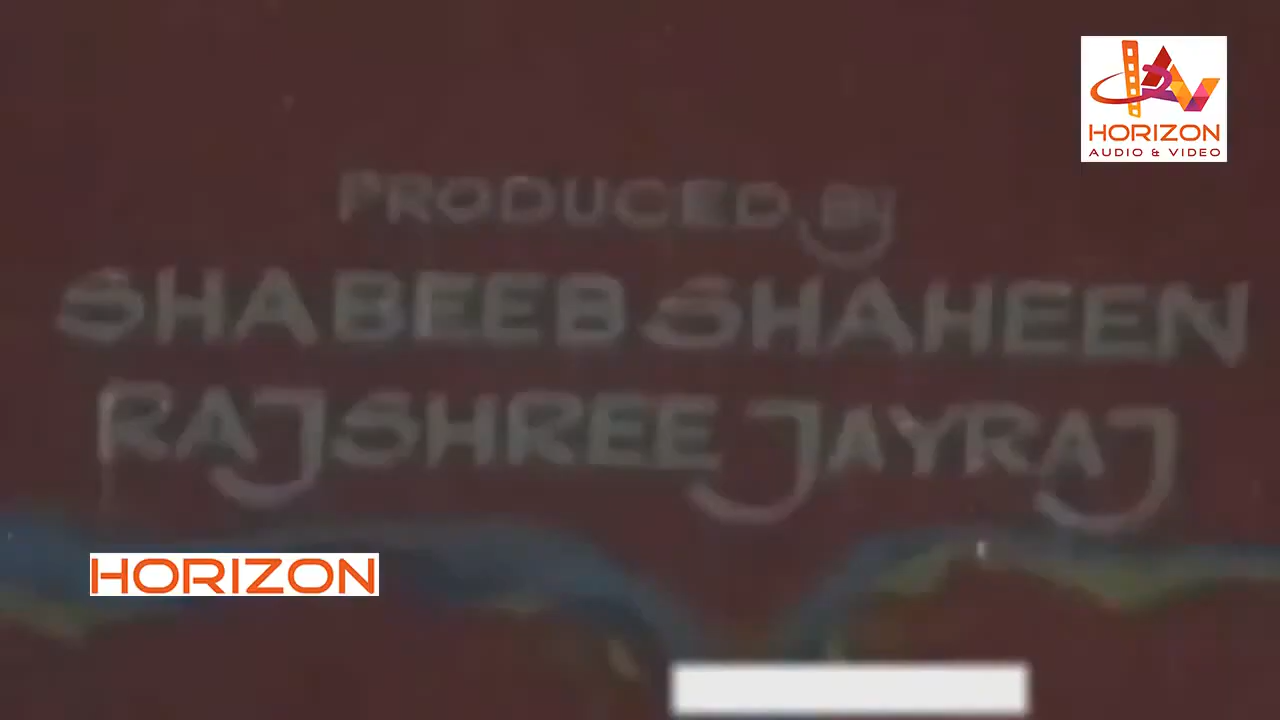 HORIZON
AUDIO & VIDEO
PRODUCED By
SHABEEB SHAHEEN
RAJSHREE JAYRAJ
HORIZON